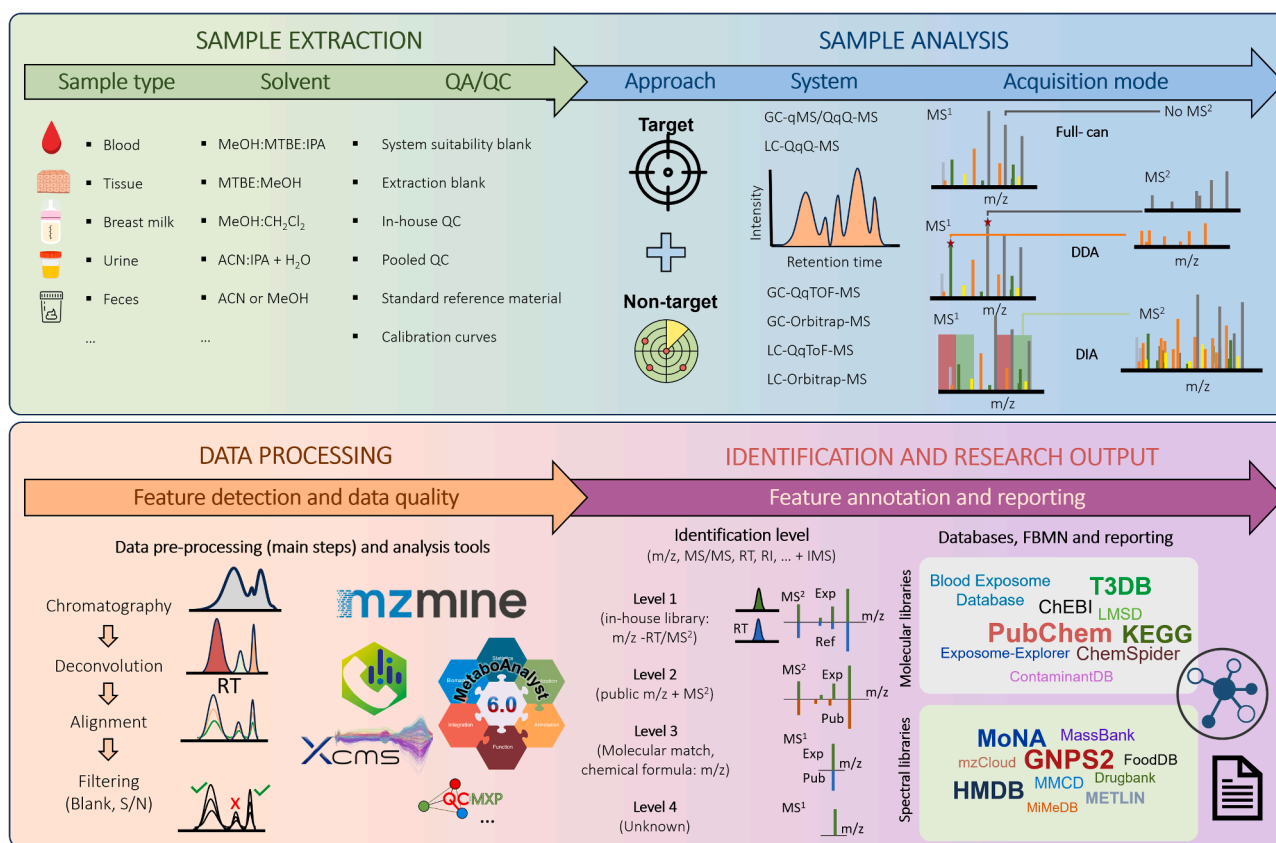 SAMPLE EXTRACTION
Sample type
Solvent
QA/QC
Blood
Tissue
Breast milk
Urine
Feces
...
MeOH:MTBE:IPA
MTBE:MeOH
MeOH:CH₂Cl₂
ACN:IPA + H₂O
ACN or MeOH
...
System suitability blank
Extraction blank
In-house QC
Pooled QC
Standard reference material
Calibration curves
SAMPLE ANALYSIS
Approach
System
Acquisition mode
Target
Non-target
GC-qMS/QqQ-MS
LC-QqQ-MS
Intensity
Retention time
GC-QqTOF-MS
GC-Orbitrap-MS
LC-QqToF-MS
LC-Orbitrap-MS
MS¹
No MS²
Full- can
m/z
MS²
MS¹
DDA
m/z
m/z
MS¹
MS²
DIA
m/z
m/z
DATA PROCESSING
Feature detection and data quality
Data pre-processing (main steps) and analysis tools
Chromatography
Deconvolution
Alignment
Filtering
(Blank, S/N)
RT
X
mzmine
MetaboAnalyst
6.0
Statistics
Annotation
Function
Integration
XCMS
QC:MXP
...
IDENTIFICATION AND RESEARCH OUTPUT
Feature annotation and reporting
Identification level
(m/z, MS/MS, RT, RI, ... + IMS)
Level 1
(in-house library:
m/z -RT/MS²)
RT
MS²
Exp
m/z
Ref
Level 2
(public m/z + MS²)
MS²
Exp
m/z
Pub
Level 3
(Molecular match,
chemical formula: m/z)
MS¹
Exp
m/z
Pub
Level 4
(Unknown)
MS¹
m/z
Databases, FBMN and reporting
Molecular libraries
Blood Exposome
Database
T3DB
ChEBI
LMSD
PubChem
KEGG
Exposome-Explorer
ChemSpider
ContaminantDB
Spectral libraries
MoNA
MassBank
mzCloud
GNPS2
FoodDB
HMDB
MMCD
Drugbank
MiMeDB
METLIN